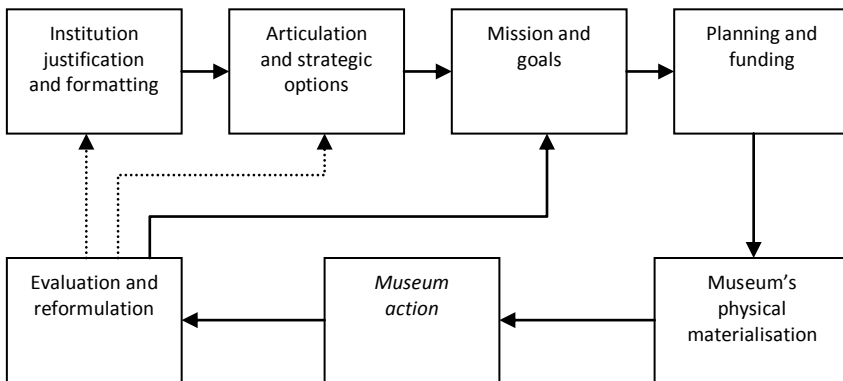 Institution
justification
and formatting
Articulation
and strategic
options
Mission and
goals
Planning and
funding
Evaluation and
reformulation
Museum
action
Museum’s
physical
materialisation